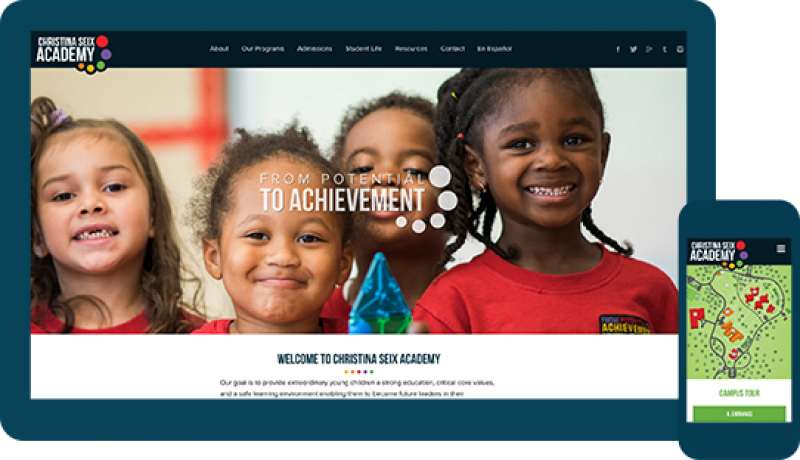 CHRISTINA SEIX
ACADEMY
About Our Programs Admissions Student Life Resources Contact En Español
FROM POTENTIAL
TO ACHIEVEMENT
FROM POTENTIAL
ACHIEVEMENT
WELCOME TO CHRISTINA SEIX ACADEMY
Our goal is to provide extraordinary young children a strong education, critical core values,
and a safe learning environment enabling them to become future leaders in their
CHRISTINA SEIX
ACADEMY
P
CAMPUS TOUR
ENTRANCE